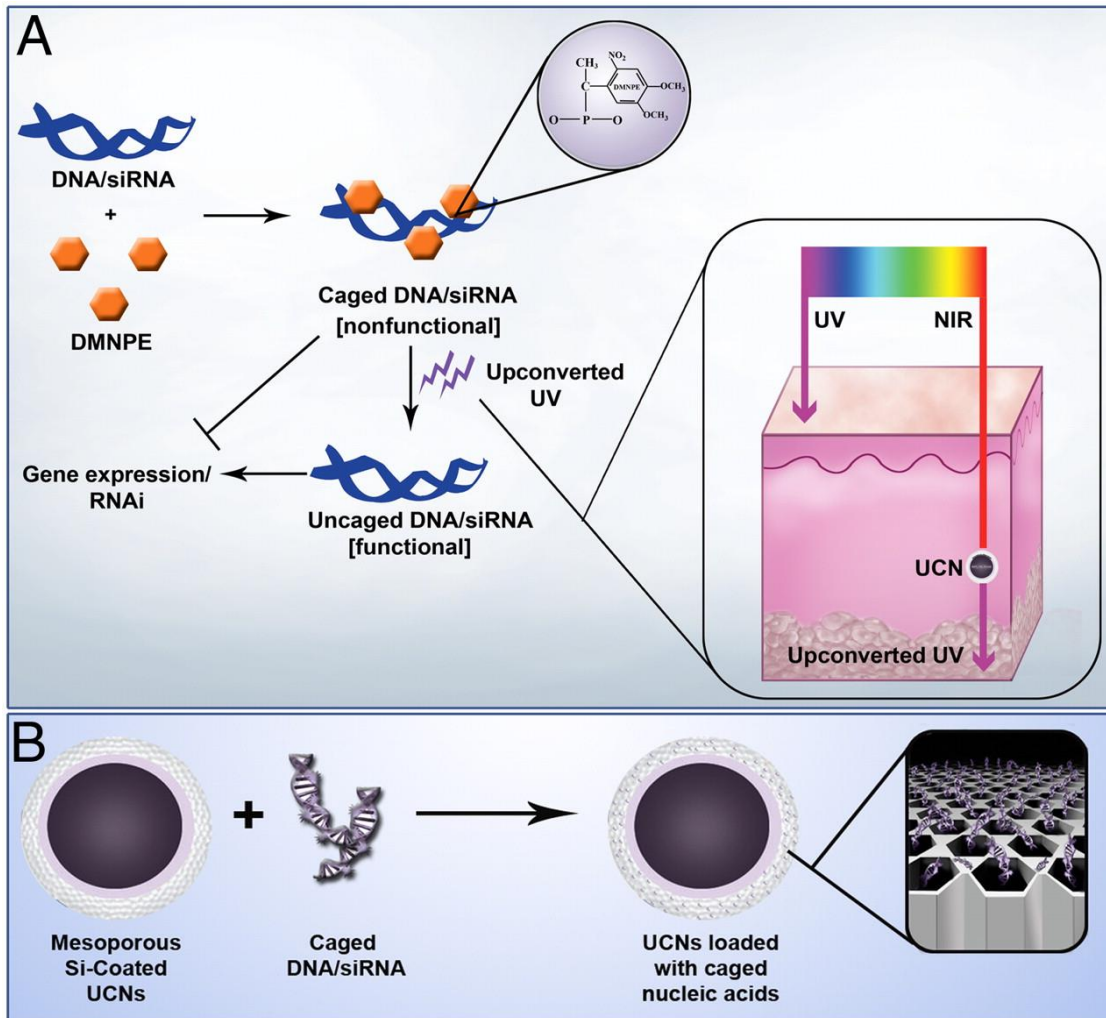 A
DNA/siRNA
+
DMNPE
NO2
CH3
C
DMNPE
OCH3
OCH3
O
P
O
Caged DNA/siRNA
[nonfunctional]
Upconverted
UV
Gene expression/
RNAi
Uncaged DNA/siRNA
[functional]
UV
NIR
UCN
Upconverted UV
B
+
Mesoporous
Si-Coated
UCNs
Caged
DNA/siRNA
UCNs loaded
with caged
nucleic acids